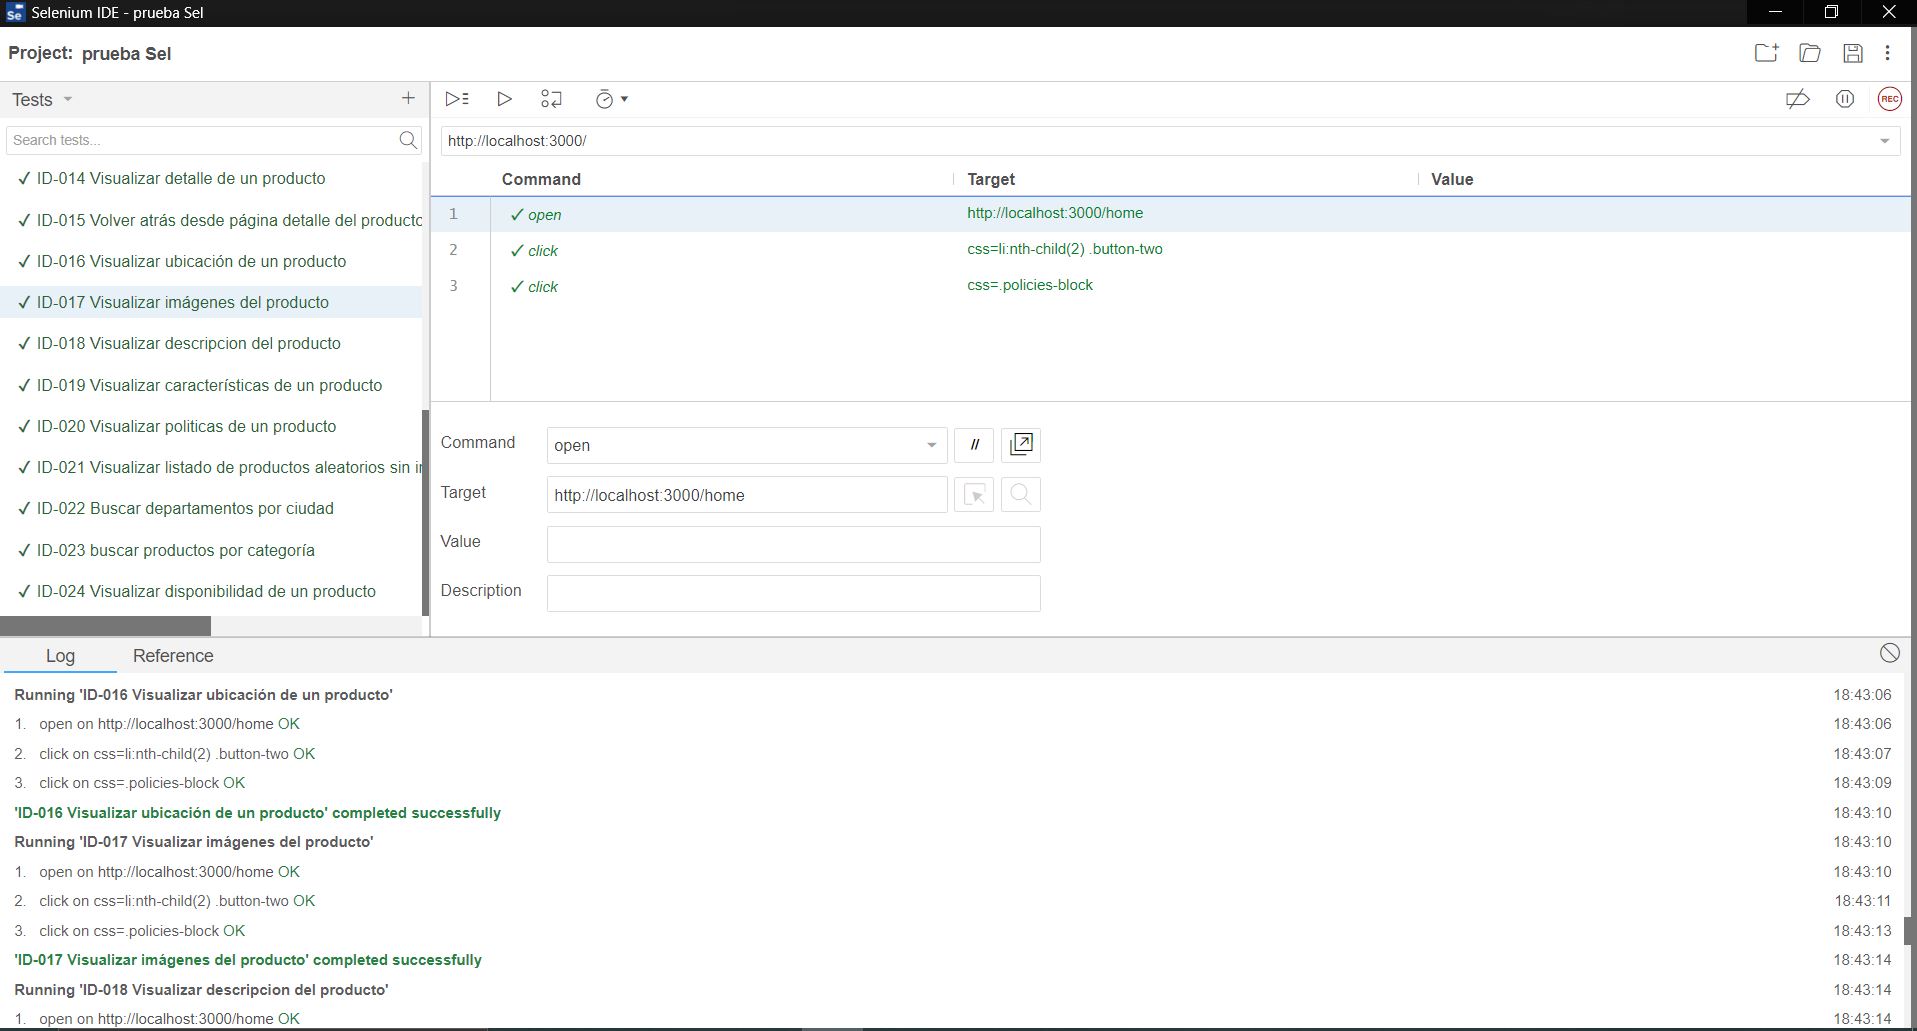 Selenium IDE - prueba Sel
Project: prueba Sel
Tests
Search tests...
✓ ID-014 Visualizar detalle de un producto
✓ ID-015 Volver atrás desde página detalle del producto
✓ ID-016 Visualizar ubicación de un producto
✓ ID-017 Visualizar imágenes del producto
✓ ID-018 Visualizar descripcion del producto
✓ ID-019 Visualizar características de un producto
✓ ID-020 Visualizar politicas de un producto
✓ ID-021 Visualizar listado de productos aleatorios sin
✓ ID-022 Buscar departamentos por ciudad
✓ ID-023 buscar productos por categoría
✓ ID-024 Visualizar disponibilidad de un producto
REC
http://localhost:3000/
Command Target Value
1 ✓ open http://localhost:3000/home
2 ✓ click css=li:nth-child(2) .button-two
3 ✓ click css=.policies-block
Command open //
Target http://localhost:3000/home
Value
Description
Log Reference
Running 'ID-016 Visualizar ubicación de un producto' 18:43:06
1. open on http://localhost:3000/home OK 18:43:06
2. click on css=li:nth-child(2) .button-two OK 18:43:07
3. click on css=.policies-block OK 18:43:09
'ID-016 Visualizar ubicación de un producto' completed successfully 18:43:10
Running 'ID-017 Visualizar imágenes del producto' 18:43:10
1. open on http://localhost:3000/home OK 18:43:10
2. click on css=li:nth-child(2) .button-two OK 18:43:11
3. click on css=.policies-block OK 18:43:13
'ID-017 Visualizar imágenes del producto' completed successfully 18:43:14
Running 'ID-018 Visualizar descripcion del producto' 18:43:14
1. open on http://localhost:3000/home OK 18:43:14